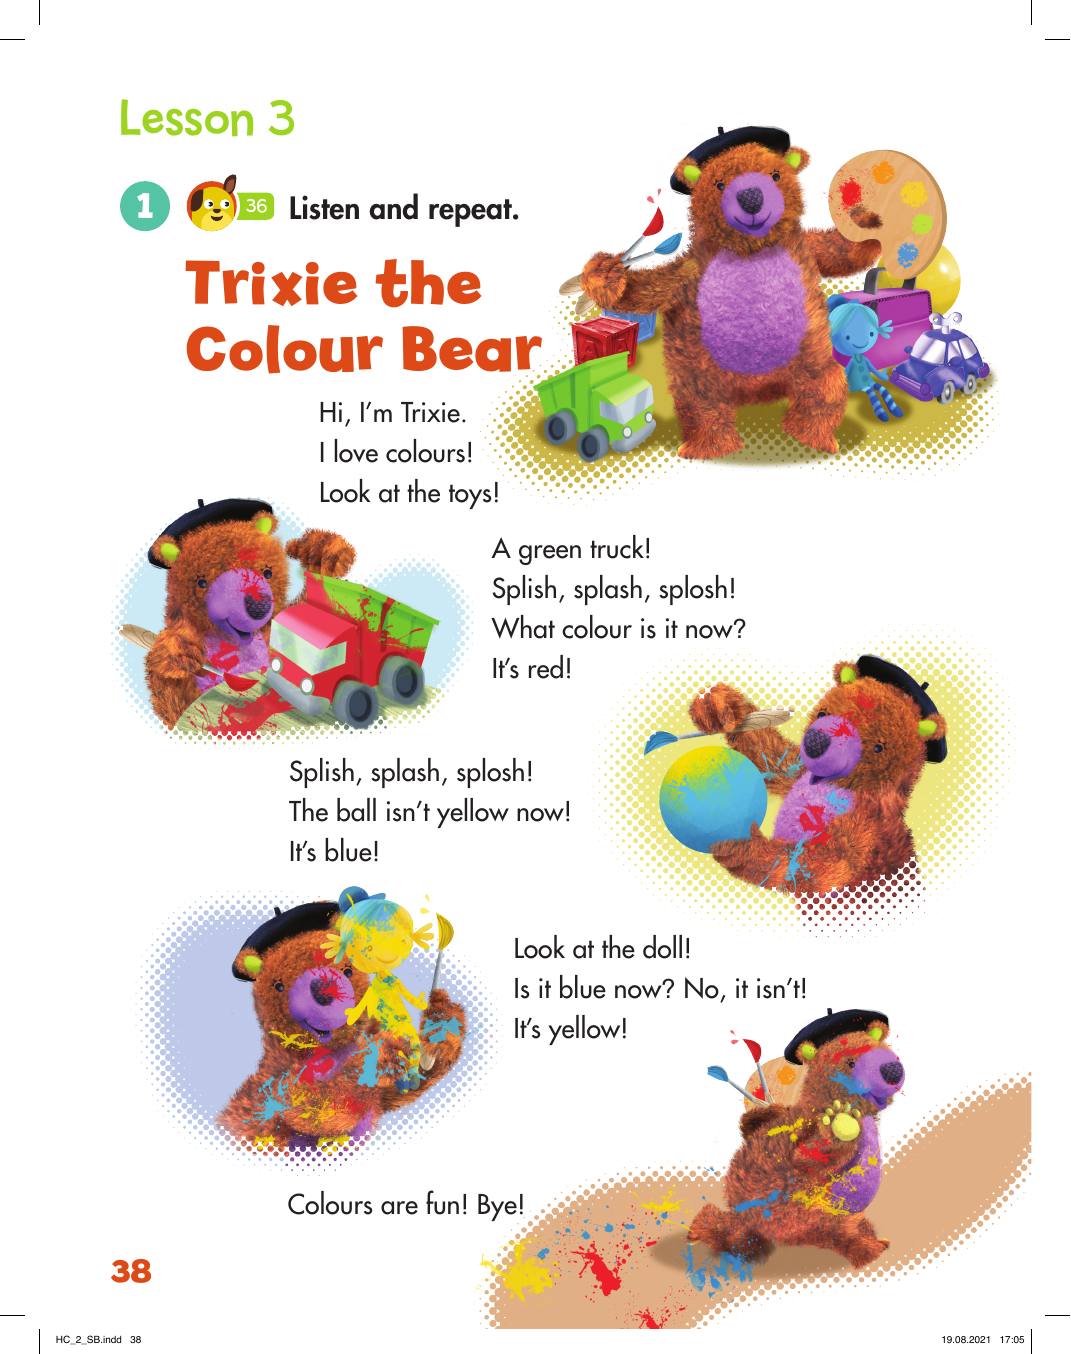 Lesson 3
1 36 Listen and repeat.
Trixie the
Colour Bear
Hi, I'm Trixie.
I love colours!
Look at the toys!
A green truck!
Splish, splash, splosh!
What colour is it now?
It's red!
Splish, splash, splosh!
The ball isn't yellow now!
It's blue!
Look at the doll!
Is it blue now? No, it isn't!
It's yellow!
Colours are fun! Bye!
38
HC_2_SB.indd 38
19.08.2021 17:05